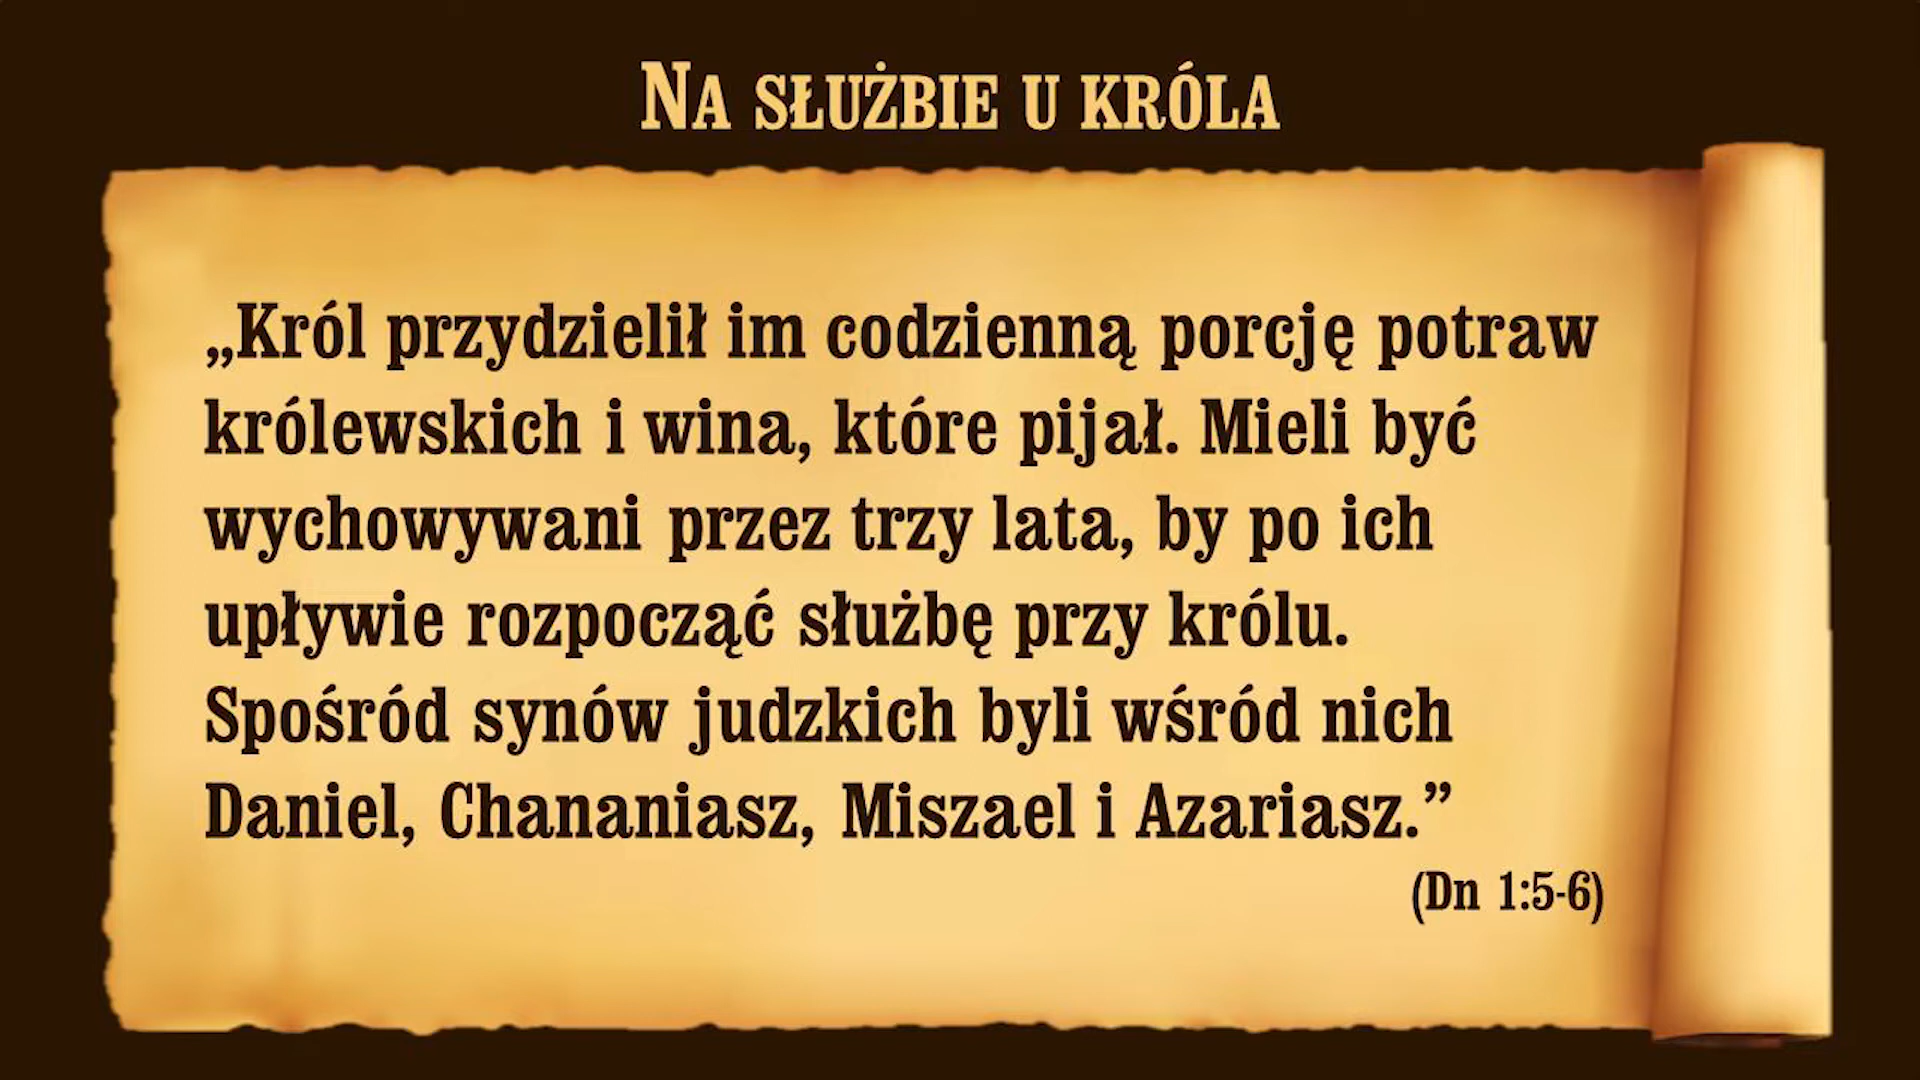 Na służbie u króla
„Król przydzielił im codzienną porcję potraw
królewskich i wina, które pijał. Mieli być
wychowywani przez trzy lata, by po ich
upływie rozpocząć służbę przy królu.
Spośród synów judzkich byli wśród nich
Daniel, Chananiasz, Miszael i Azariasz.”
(Dn 1:5-6)